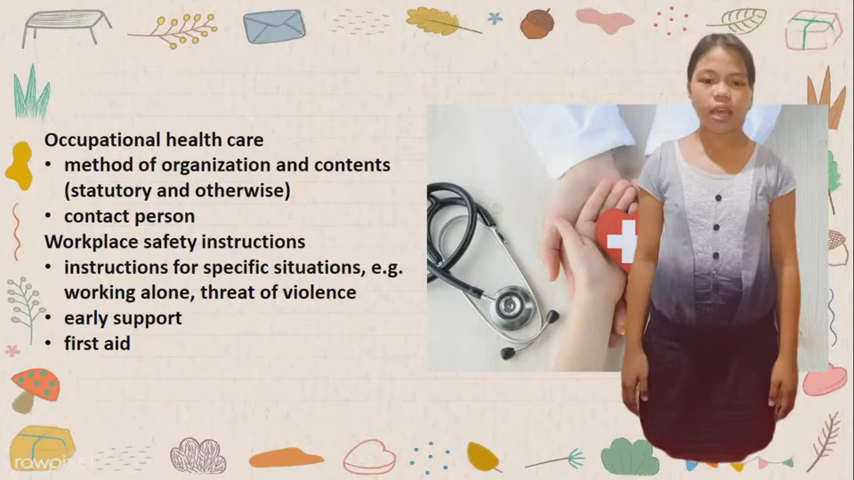 Occupational health care
• method of organization and contents
(statutory and otherwise)
• contact person
Workplace safety instructions
• instructions for specific situations, e.g.
working alone, threat of violence
• early support
• first aid
rawpixel